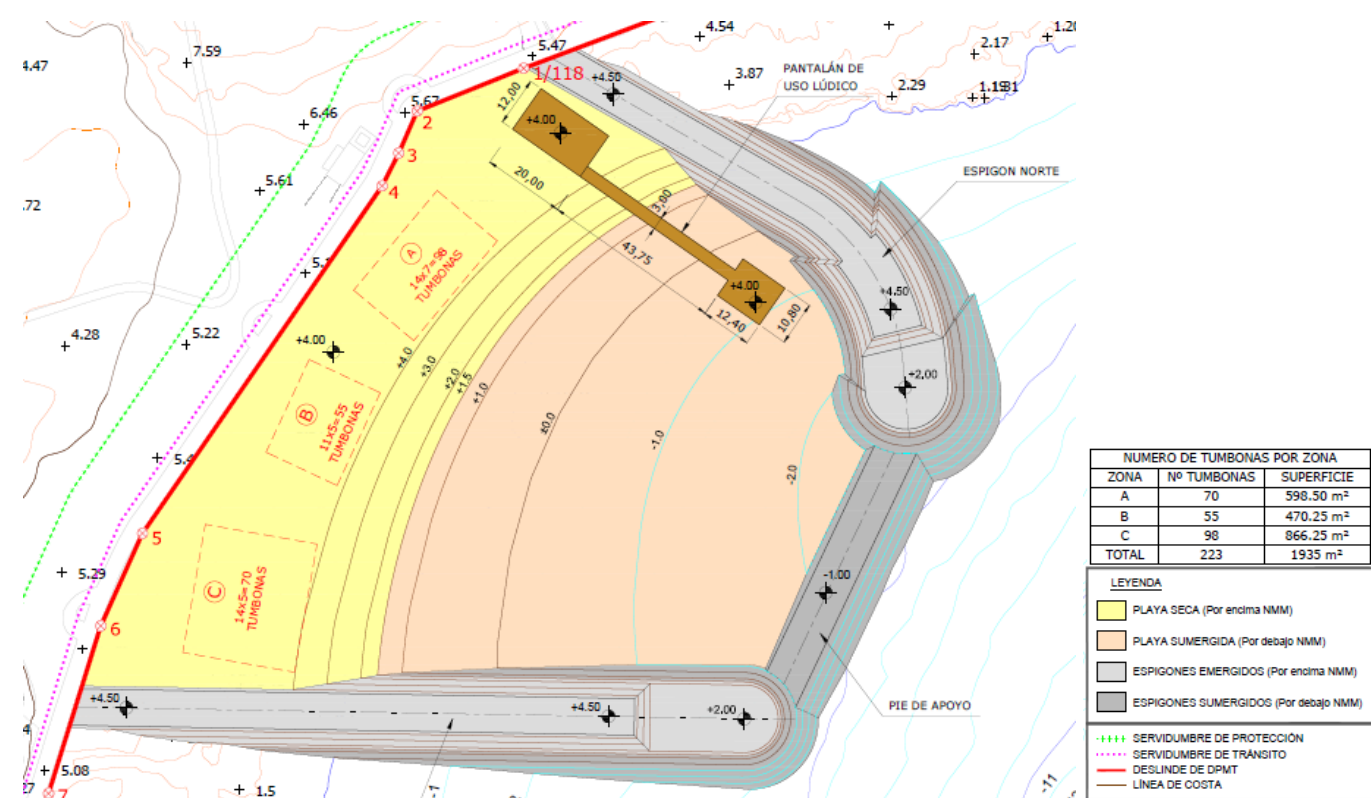 4.54
1.20
5.47
2.17
7.59
4.47
1/118
+4.50
PANTALÁN DE
USO LÚDICO
3.87
2.29
1.19
12,00
5.67
2
6.46
+4.00
3
ESPIGON NORTE
5.61
4
20,00
3,00
.72
A
14x7=98
TUMBONAS
43,75
+4.00
+4.50
12,40
10,80
4.28
5.22
+4.00
+4.0
+3.0
+2.0
+1.5
+1.0
±0.0
-1.0
-2.0
+2,00
B
11x5=55
TUMBONAS
5
NUMERO DE TUMBONAS POR ZONA
ZONA Nº TUMBONAS SUPERFICIE
A 70 598.50 m²
B 55 470.25 m²
C 98 866.25 m²
TOTAL 223 1935 m²
5.29
C
14x5=70
TUMBONAS
-1.00
6
LEYENDA
PLAYA SECA (Por encima NMM)
PLAYA SUMERGIDA (Por debajo NMM)
ESPIGONES EMERGIDOS (Por encima NMM)
ESPIGONES SUMERGIDOS (Por debajo NMM)
+4.50
+4.50
+2.00
PIE DE APOYO
SERVIDUMBRE DE PROTECCIÓN
SERVIDUMBRE DE TRÁNSITO
DESLINDE DE DPMT
LÍNEA DE COSTA
5.08
7
1.5
-1
-11